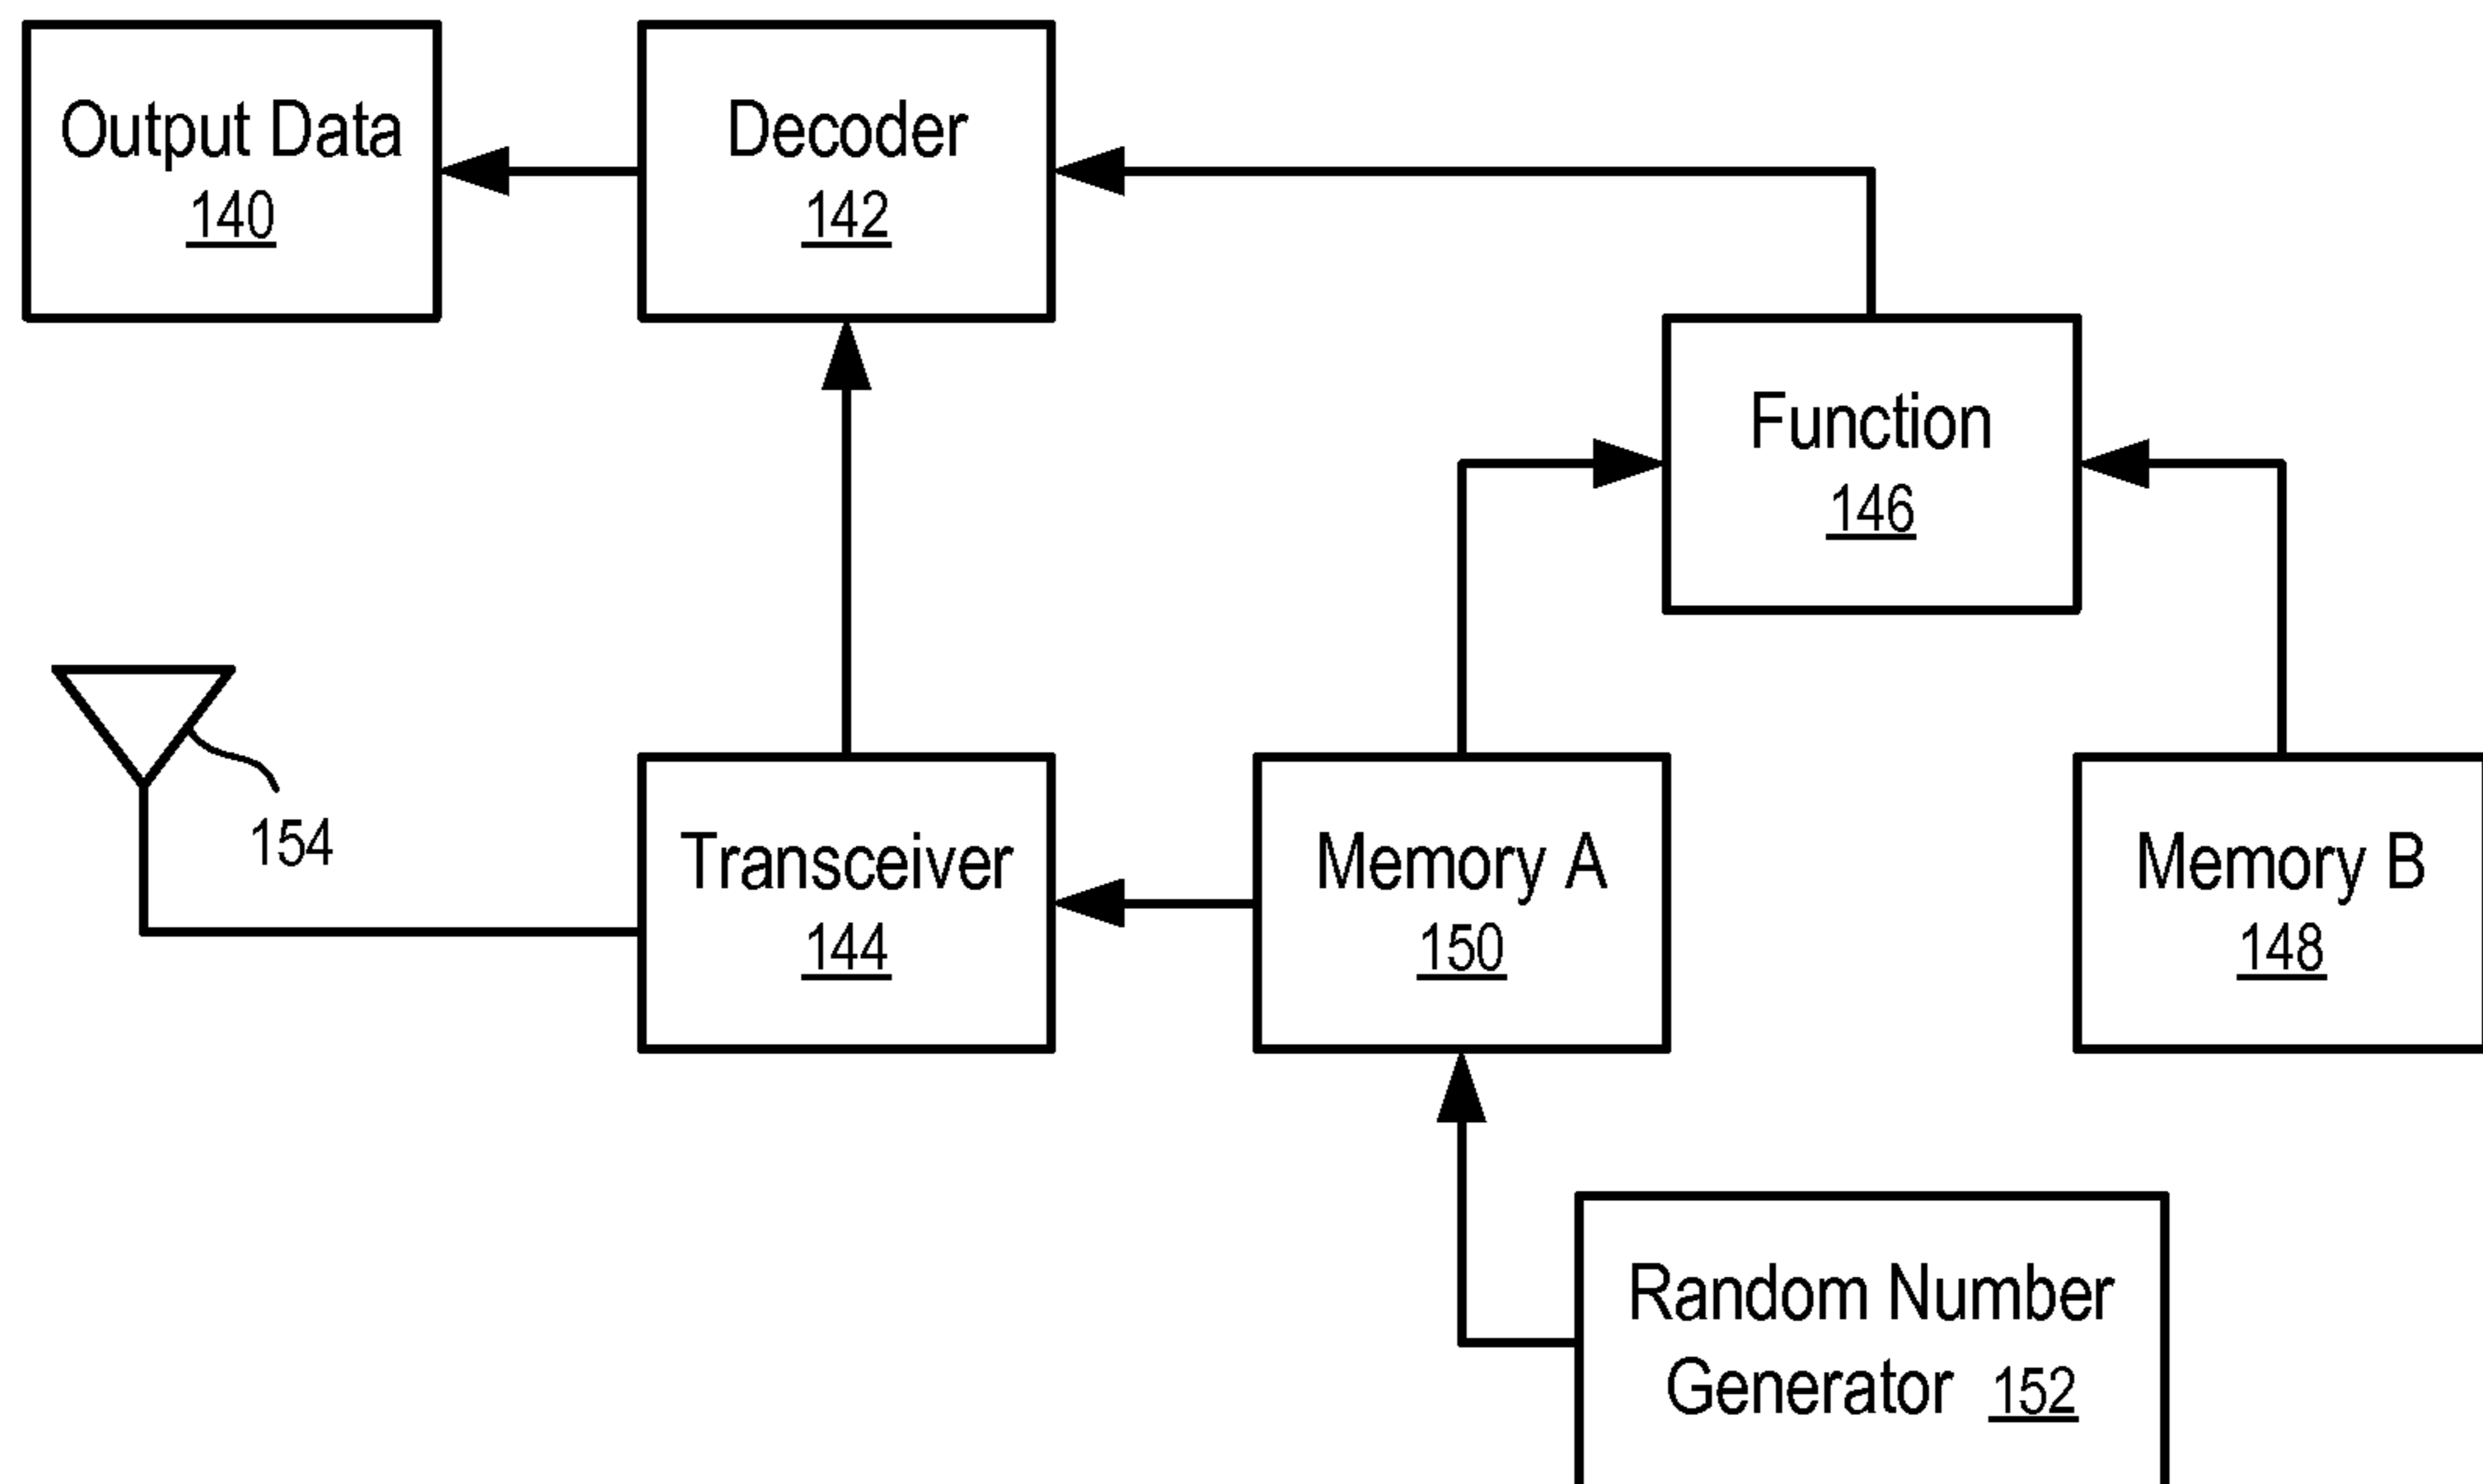 Output Data
140
Decoder
142
Function
146
154
Transceiver
144
Memory A
150
Memory B
148
Random Number
Generator 152